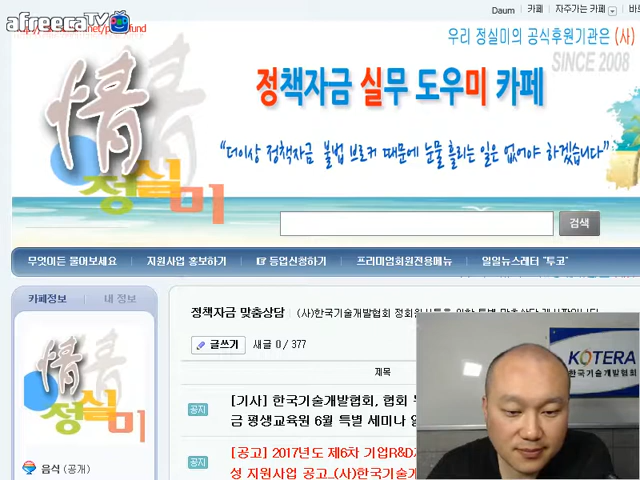 afreecaTV
Daum | 카페 | 자주가는 카페
우리 정실미의 공식후원기관은 (사)
SINCE 2008
정책자금 실무 도우미 카페
情
정실미
“더이상 정책자금 불법 브로커 때문에 눈물 흘리는 일은 없어야 하겠습니다”
검색
무엇이든 물어보세요 | 지원사업 홍보하기 | 등업신청하기 | 프리미엄회원전용메뉴 | 일일뉴스레터 "투고"
카페정보 | 내 정보
정책자금 맞춤상담
글쓰기 새글 0 / 377
제목
공지 [기사] 한국기술개발협회, 협회
금 평생교육원 6월 특별 세미나
공지 [공고] 2017년도 제6차 기업R&D
성 지원사업 공고_(사)한국기술개
情
정실미
음식 (공개)
KOTERA
한국기술개발협회